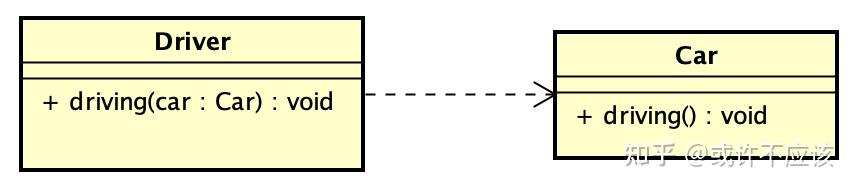 Driver
+ driving(car : Car) : void
Car
+ driving() : void
知乎 @或许不应该